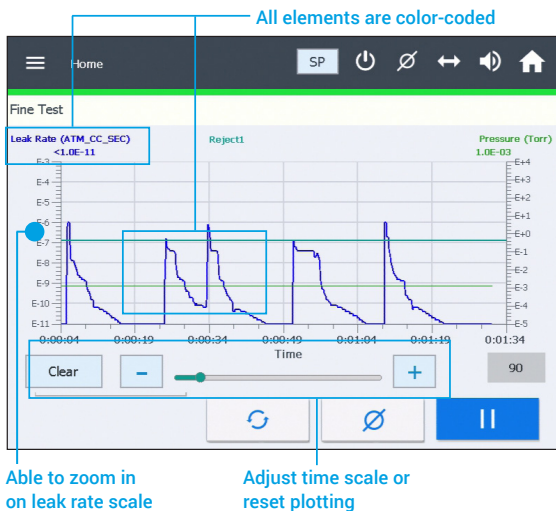 All elements are color-coded
Home
SP
Fine Test
Leak Rate (ATM_CC_SEC)
<1.0E-11
Reject1
Pressure (Torr)
1.0E-03
E-3
E-4
E-5
E-6
E-7
E-8
E-9
E-10
E-11
E+4
E+3
E+2
E+1
E+0
E-1
E-2
E-3
E-4
E-5
0:00:04 0:00:19 0:00:34 0:00:49 0:01:04 0:01:19 0:01:34
Time
Clear
-
+
90
Able to zoom in
on leak rate scale
Adjust time scale or
reset plotting